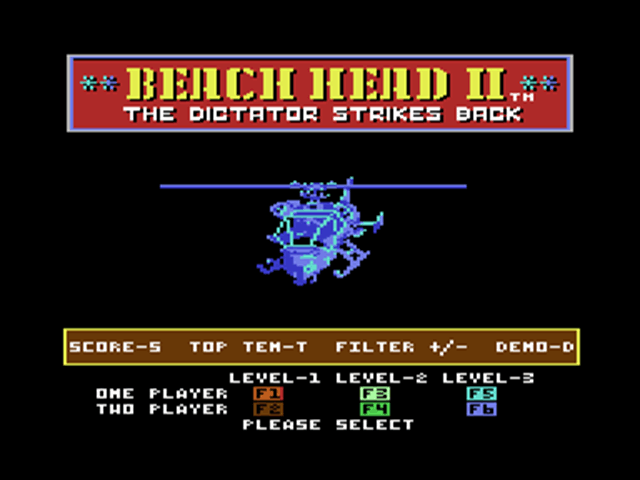 ** BEACH HEAD II ** TM
THE DICTATOR STRIKES BACK
SCORE-S TOP TEN-T FILTER +/- DEMO-D
LEVEL-1 LEVEL-2 LEVEL-3
ONE PLAYER F1 F3 F5
TWO PLAYER F2 F4 F6
PLEASE SELECT